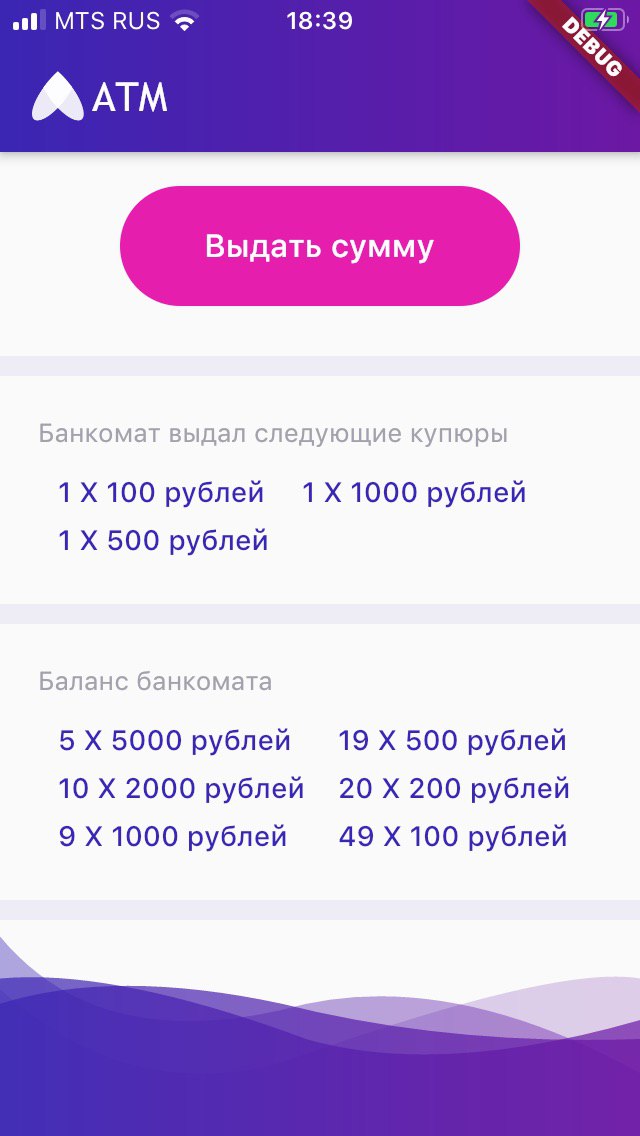 MTS RUS 18:39
DEBUG
ATM
Выдать сумму
Банкомат выдал следующие купюры
1 X 100 рублей 1 X 1000 рублей
1 X 500 рублей
Баланс банкомата
5 X 5000 рублей 19 X 500 рублей
10 X 2000 рублей 20 X 200 рублей
9 X 1000 рублей 49 X 100 рублей